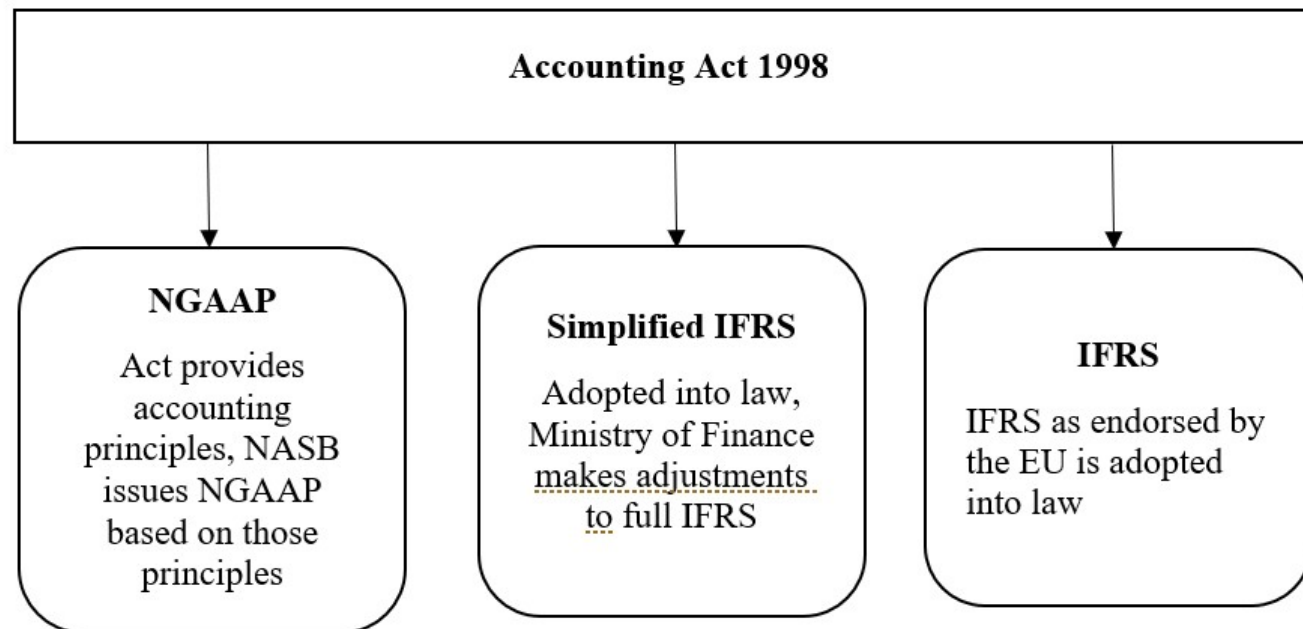 Accounting Act 1998
NGAAP
Act provides
accounting
principles, NASB
issues NGAAP
based on those
principles
Simplified IFRS
Adopted into law,
Ministry of Finance
makes adjustments
to full IFRS
IFRS
IFRS as endorsed by
the EU is adopted
into law